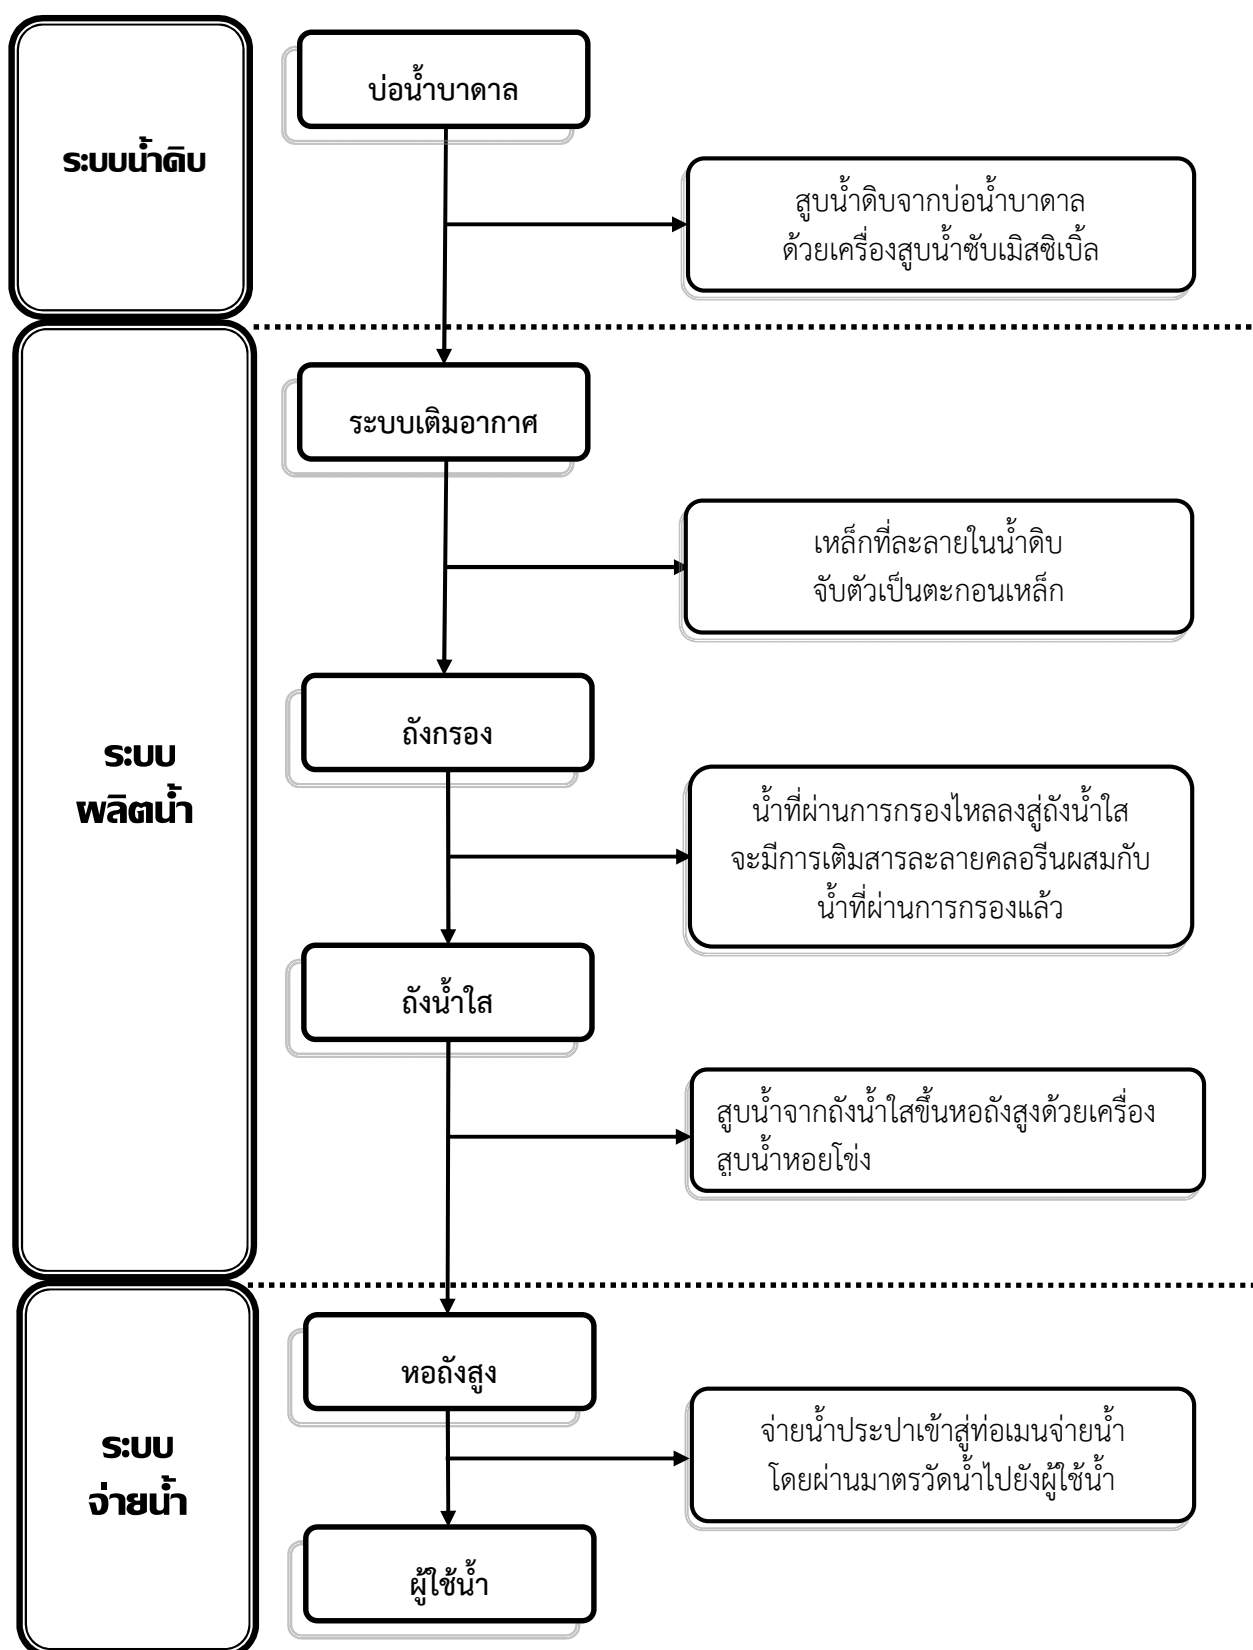 ระบบน้ำดิบ
บ่อน้ำบาดาล
สูบน้ำดิบจากบ่อน้ำบาดาล
ด้วยเครื่องสูบน้ำซับเมิสซิเบิ้ล
ระบบ
ผลิตน้ำ
ระบบเติมอากาศ
เหล็กที่ละลายในน้ำดิบ
จับตัวเป็นตะกอนเหล็ก
ถังกรอง
น้ำที่ผ่านการกรองไหลลงสู่ถังน้ำใส
จะมีการเติมสารละลายคลอรีนผสมกับ
น้ำที่ผ่านการกรองแล้ว
ถังน้ำใส
สูบน้ำจากถังน้ำใสขึ้นหอถังสูงด้วยเครื่อง
สูบน้ำหอยโข่ง
ระบบ
จ่ายน้ำ
หอถังสูง
จ่ายน้ำประปาเข้าสู่ท่อเมนจ่ายน้ำ
โดยผ่านมาตรวัดน้ำไปยังผู้ใช้น้ำ
ผู้ใช้น้ำ